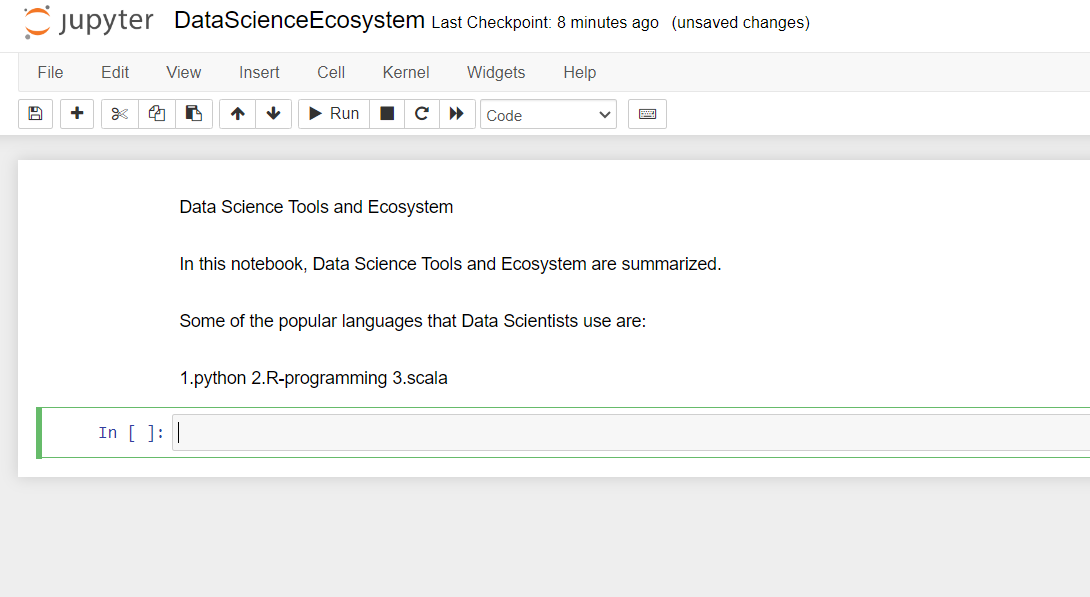 jupyter DataScienceEcosystem Last Checkpoint: 8 minutes ago (unsaved changes)
File Edit View Insert Cell Kernel Widgets Help
Run Code
Data Science Tools and Ecosystem
In this notebook, Data Science Tools and Ecosystem are summarized.
Some of the popular languages that Data Scientists use are:
1.python 2.R-programming 3.scala
In [ ]: